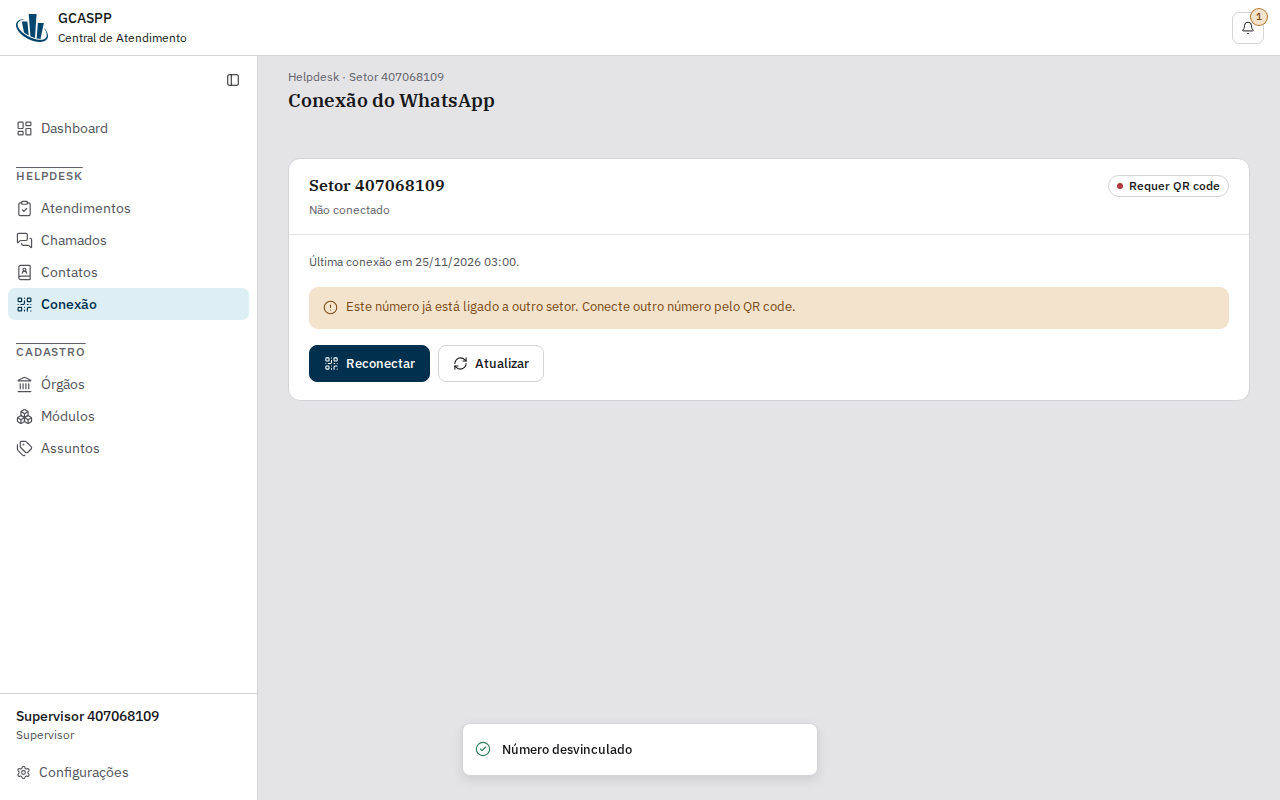 GCASPP
Central de Atendimento
1
Dashboard
HELPDESK
Atendimentos
Chamados
Contatos
Conexão
CADASTRO
Órgãos
Módulos
Assuntos
Supervisor 407068109
Supervisor
Configurações
Helpdesk · Setor 407068109
Conexão do WhatsApp
Setor 407068109
Requer QR code
Não conectado
Última conexão em 25/11/2026 03:00.
Este número já está ligado a outro setor. Conecte outro número pelo QR code.
Reconectar
Atualizar
Número desvinculado